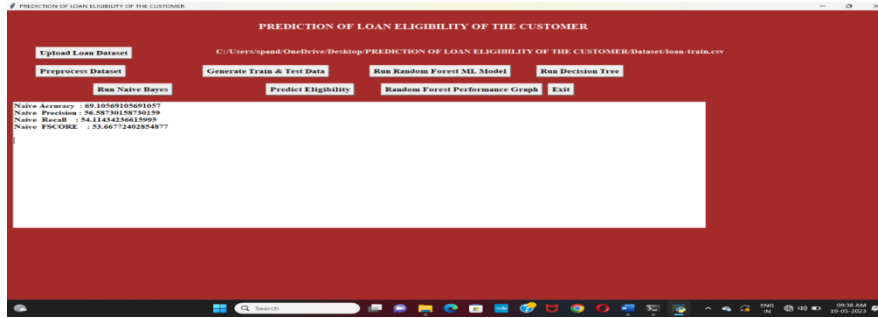 PREDICTION OF LOAN ELIGIBILITY OF THE CUSTOMER
PREDICTION OF LOAN ELIGIBILITY OF THE CUSTOMER
Upload Loan Dataset
C:/Users/spand/OneDrive/Desktop/PREDICTION OF LOAN ELIGIBILITY OF THE CUSTOMER/Dataset/loan-train.csv
Preprocess Dataset Generate Train & Test Data Run Random Forest ML Model Run Decision Tree
Run Naive Bayes Predict Eligibility Random Forest Performance Graph Exit
Naive Accuracy : 69.10569105691057
Naive Precision : 56.58730158730159
Naive Recall : 54.11434236615995
Naive FSCORE : 53.66772402854877
Search
ENG
IN
09:36 AM
19-05-2023